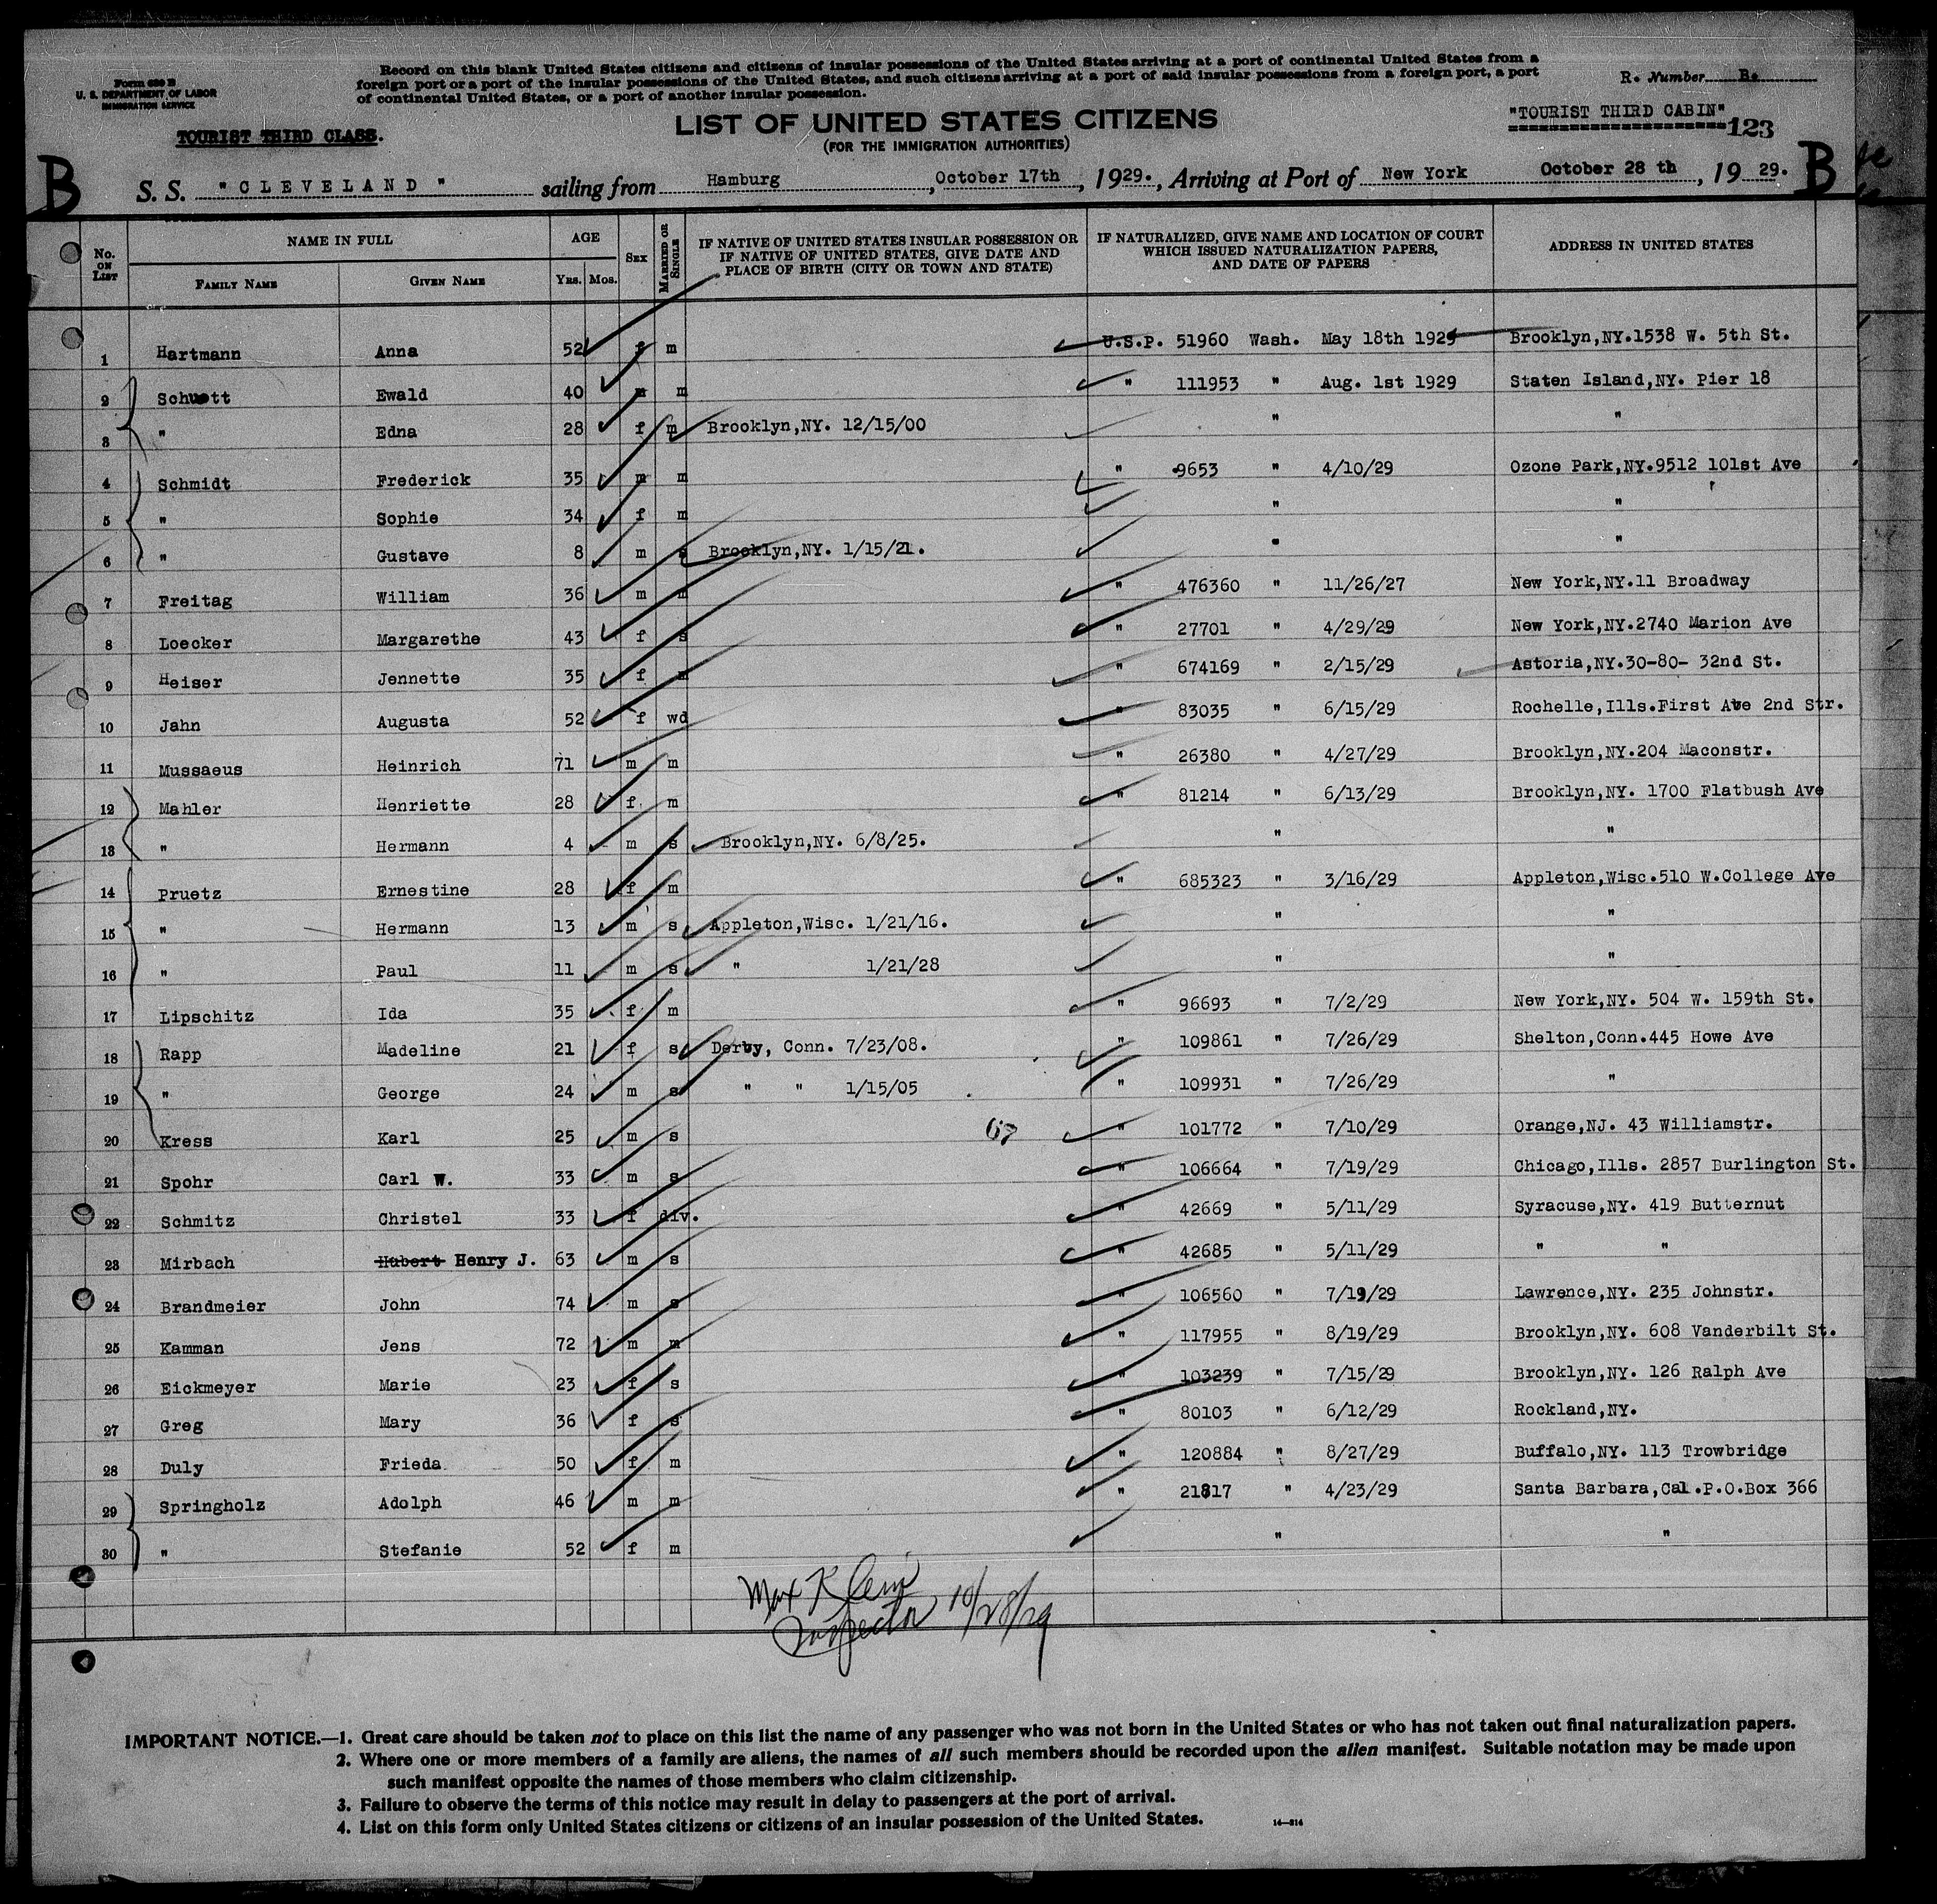 Form 630 B
U. S. DEPARTMENT OF LABOR
IMMIGRATION SERVICE
Record on this blank United States citizens and citizens of insular possessions of the United States arriving at a port of continental United States from a
foreign port or a port of the insular possessions of the United States, and such citizens arriving at a port of said insular possessions from a foreign port, a port
of continental United States, or a port of another insular possession.
R. Number B.
TOURIST THIRD CLASS.
LIST OF UNITED STATES CITIZENS
(FOR THE IMMIGRATION AUTHORITIES)
"TOURIST THIRD CABIN"
123
B S. S. "CLEVELAND" sailing from Hamburg, October 17th, 1929., Arriving at Port of New York October 28 th, 19 29. B
No. ON LIST NAME IN FULL AGE SEX MARRIED OR SINGLE IF NATIVE OF UNITED STATES INSULAR POSSESSION OR IF NATIVE OF UNITED STATES, GIVE DATE AND PLACE OF BIRTH (CITY OR TOWN AND STATE) IF NATURALIZED, GIVE NAME AND LOCATION OF COURT WHICH ISSUED NATURALIZATION PAPERS, AND DATE OF PAPERS ADDRESS IN UNITED STATES
FAMILY NAME GIVEN NAME YRS. MOS.
1 Hartmann Anna 52 f m U.S.P. 51960 Wash. May 18th 1929 Brooklyn,NY.1538 W. 5th St.
2 Schuett Ewald 40 m m " 111953 " Aug. 1st 1929 Staten Island,NY. Pier 18
3 " Edna 28 f m Brooklyn,NY. 12/15/00 " "
4 Schmidt Frederick 35 m m " 9653 " 4/10/29 Ozone Park,NY.9512 101st Ave
5 " Sophie 34 f m " "
6 " Gustave 8 m s Brooklyn,NY. 1/15/21. " "
7 Freitag William 36 m m " 476360 " 11/26/27 New York,NY.11 Broadway
8 Loecker Margarethe 43 f s " 27701 " 4/29/29 New York,NY.2740 Marion Ave
9 Heiser Jennette 35 f m " 674169 " 2/15/29 Astoria,NY.30-80- 32nd St.
10 Jahn Augusta 52 f wd " 83035 " 6/15/29 Rochelle,Ills.First Ave 2nd Str.
11 Mussaeus Heinrich 71 m m " 26380 " 4/27/29 Brooklyn,NY.204 Maconstr.
12 Mahler Henriette 28 f. m " 81214 " 6/13/29 Brooklyn,NY. 1700 Flatbush Ave
13 " Hermann 4 m s Brooklyn,NY. 6/8/25. " "
14 Pruetz Ernestine 28 f m " 685323 " 3/16/29 Appleton,Wisc.510 W.College Ave
15 " Hermann 13 m s Appleton,Wisc. 1/21/16. " "
16 " Paul 11 m s " 1/21/28 " "
17 Lipschitz Ida 35 f m " 96693 " 7/2/29 New York,NY. 504 W. 159th St.
18 Rapp Madeline 21 f s Derby, Conn. 7/23/08. " 109861 " 7/26/29 Shelton,Conn.445 Howe Ave
19 " George 24 m s " " 1/15/05 " 109931 " 7/26/29 "
20 Kress Karl 25 m s 67 " 101772 " 7/10/29 Orange,NJ. 43 Williamstr.
21 Spohr Carl W. 33 m s " 106664 " 7/19/29 Chicago,Ills. 2857 Burlington St.
22 Schmitz Christel 33 f div. " 42669 " 5/11/29 Syracuse,NY. 419 Butternut
23 Mirbach Hubert Henry J. 63 m s " 42685 " 5/11/29 " "
24 Brandmeier John 74 m s " 106560 " 7/19/29 Lawrence,NY. 235 Johnstr.
25 Kamman Jens 72 m m " 117955 " 8/19/29 Brooklyn,NY. 608 Vanderbilt St.
26 Eickmeyer Marie 23 f s " 103239 " 7/15/29 Brooklyn,NY. 126 Ralph Ave
27 Greg Mary 36 f s " 80103 " 6/12/29 Rockland,NY.
28 Duly Frieda 50 f m " 120884 " 8/27/29 Buffalo,NY. 113 Trowbridge
29 Springholz Adolph 46 m m " 21817 " 4/23/29 Santa Barbara,Cal.P.O.Box 366
30 " Stefanie 52 f m " "
Max Klein
Inspector 10/28/29
IMPORTANT NOTICE.—1. Great care should be taken not to place on this list the name of any passenger who was not born in the United States or who has not taken out final naturalization papers.
2. Where one or more members of a family are aliens, the names of all such members should be recorded upon the alien manifest. Suitable notation may be made upon
such manifest opposite the names of those members who claim citizenship.
3. Failure to observe the terms of this notice may result in delay to passengers at the port of arrival.
4. List on this form only United States citizens or citizens of an insular possession of the United States.
14—314